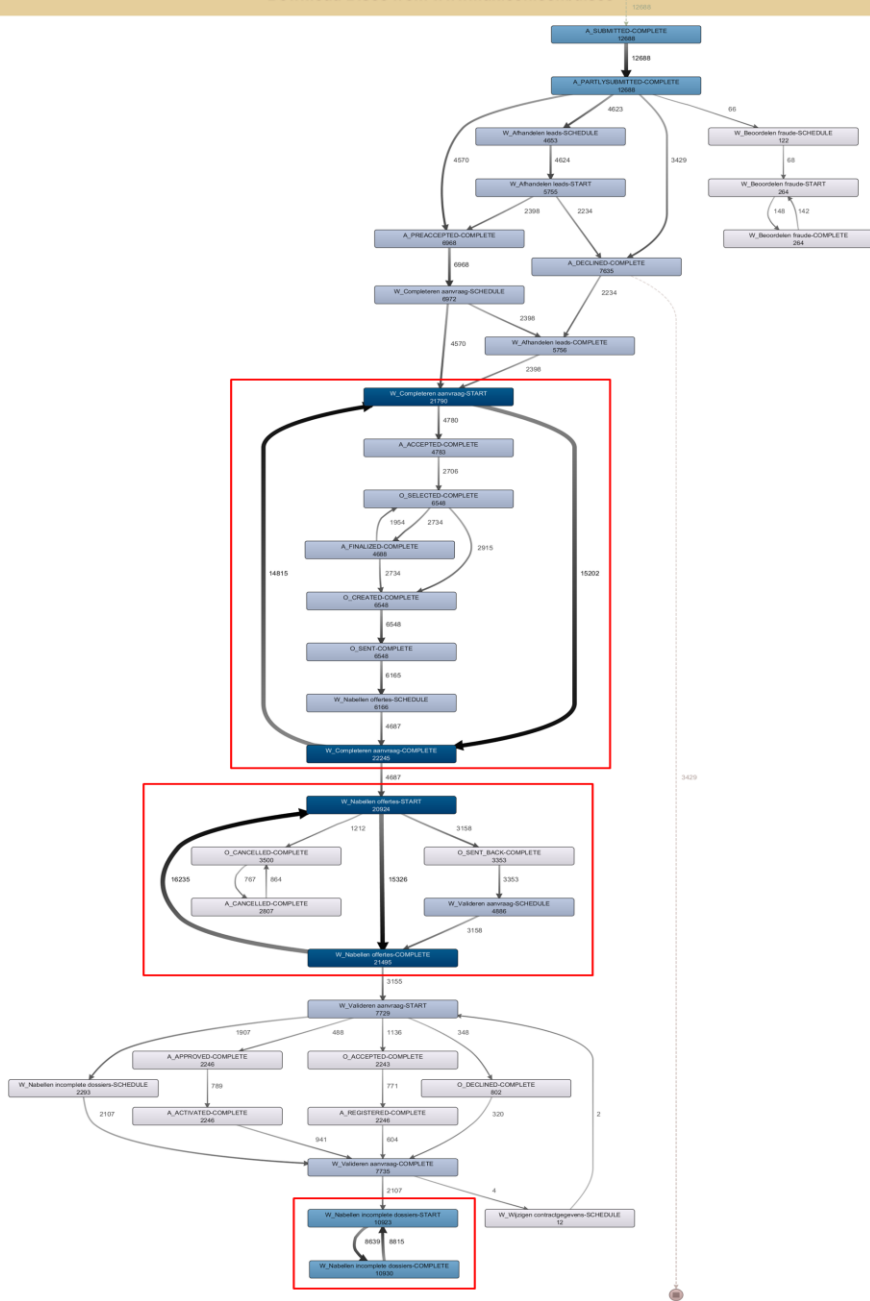 12688
A_SUBMITTED-COMPLETE
12688
12688
A_PARTLYSUBMITTED-COMPLETE
12688
4623
66
W_Afhandelen leads-SCHEDULE
4653
W_Beoordelen fraude-SCHEDULE
122
4570
4624
3429
68
W_Afhandelen leads-START
5755
W_Beoordelen fraude-START
264
2398
2234
148
142
A_PREACCEPTED-COMPLETE
6968
W_Beoordelen fraude-COMPLETE
264
6968
A_DECLINED-COMPLETE
7635
W_Completeren aanvraag-SCHEDULE
6972
2234
2398
4570
W_Afhandelen leads-COMPLETE
5756
2398
W_Completeren aanvraag-START
21790
4780
A_ACCEPTED-COMPLETE
4783
2706
O_SELECTED-COMPLETE
6548
1954
2734
2915
A_FINALIZED-COMPLETE
4688
14815
2734
15202
O_CREATED-COMPLETE
6548
6548
O_SENT-COMPLETE
6548
6165
W_Nabellen offertes-SCHEDULE
6166
4687
W_Completeren aanvraag-COMPLETE
22245
4687
3429
W_Nabellen offertes-START
20924
1212
3158
O_CANCELLED-COMPLETE
3500
O_SENT_BACK-COMPLETE
3353
16235
767
864
15326
3353
A_CANCELLED-COMPLETE
2807
W_Valideren aanvraag-SCHEDULE
4886
3158
W_Nabellen offertes-COMPLETE
21495
3155
W_Valideren aanvraag-START
7729
1907
488
1136
348
A_APPROVED-COMPLETE
2246
O_ACCEPTED-COMPLETE
2243
W_Nabellen incomplete dossiers-SCHEDULE
2293
789
771
O_DECLINED-COMPLETE
802
2107
A_ACTIVATED-COMPLETE
2246
A_REGISTERED-COMPLETE
2246
320
2
941
604
W_Valideren aanvraag-COMPLETE
7735
2107
4
W_Nabellen incomplete dossiers-START
10923
W_Wijzigen contractgegevens-SCHEDULE
12
8639
8815
W_Nabellen incomplete dossiers-COMPLETE
10930